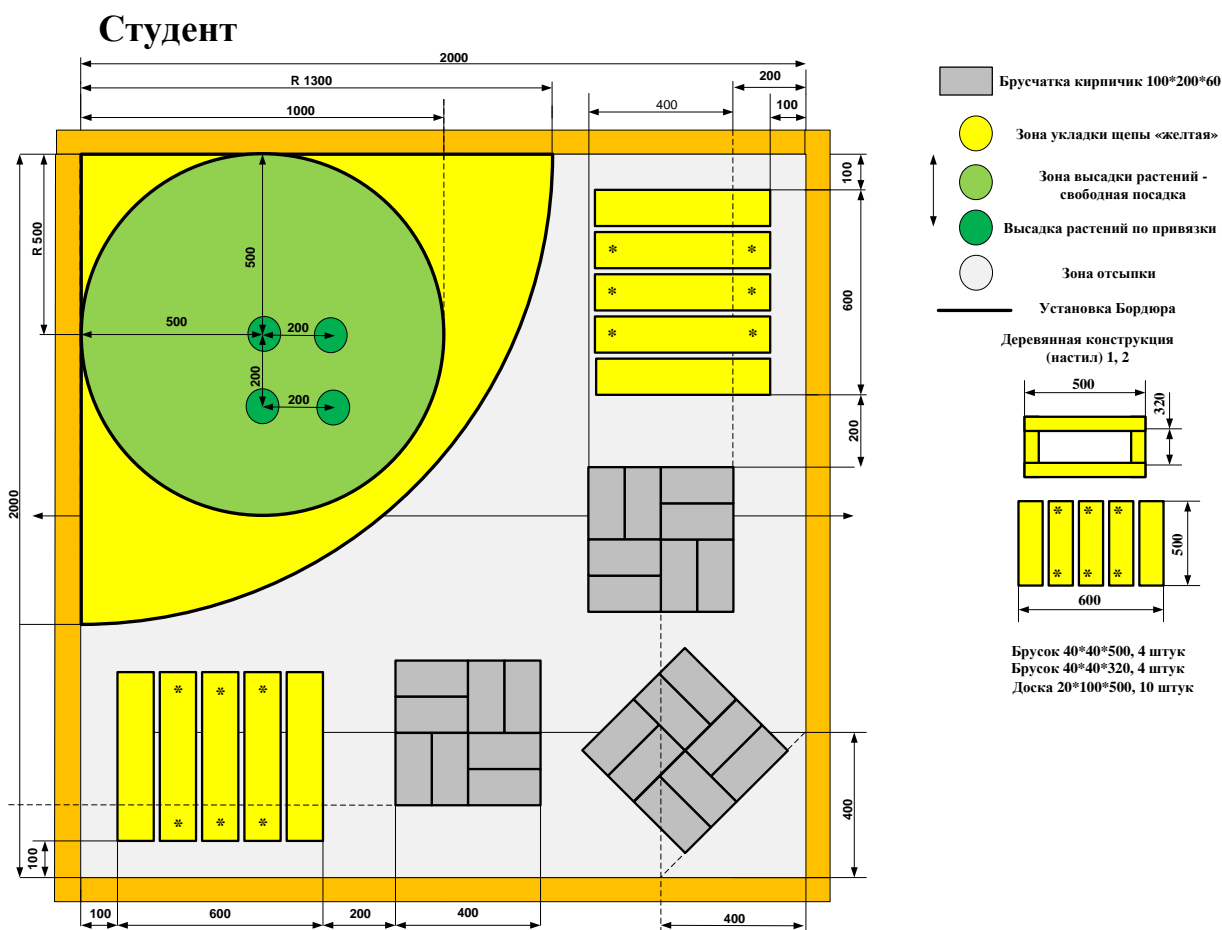 Студент
2000
R 1300
200
1000
400
100
Брусчатка кирпичик 100*200*60
Зона укладки щепы «желтая»
Зона высадки растений -
свободная посадка
Высадка растений по привязки
Зона отсыпки
Установка Бордюра
Деревянная конструкция
(настил) 1, 2
500
320
* * *
* * *
500
600
Брусок 40*40*500, 4 штук
Брусок 40*40*320, 4 штук
Доска 20*100*500, 10 штук
100
R 500
500
* *
* *
600
* *
500
200
200
200
200
2000
* * *
* * *
400
100
100
600
200
400
400